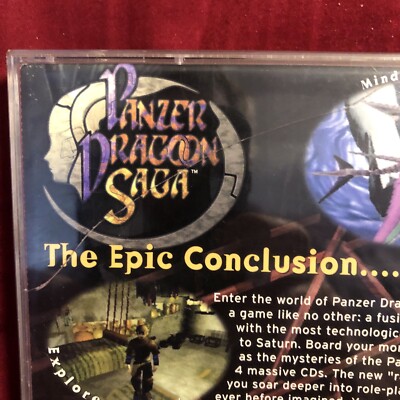 PANZER
DRAGOON
SAGA™
Mind
The Epic Conclusion....
Enter the world of Panzer Dra
a game like no other: a fusi
with the most technologic
to Saturn. Board your mo
as the mysteries of the Pa
4 massive CDs. The new "r
you soar deeper into role-pla
ever before imagined.
Explore